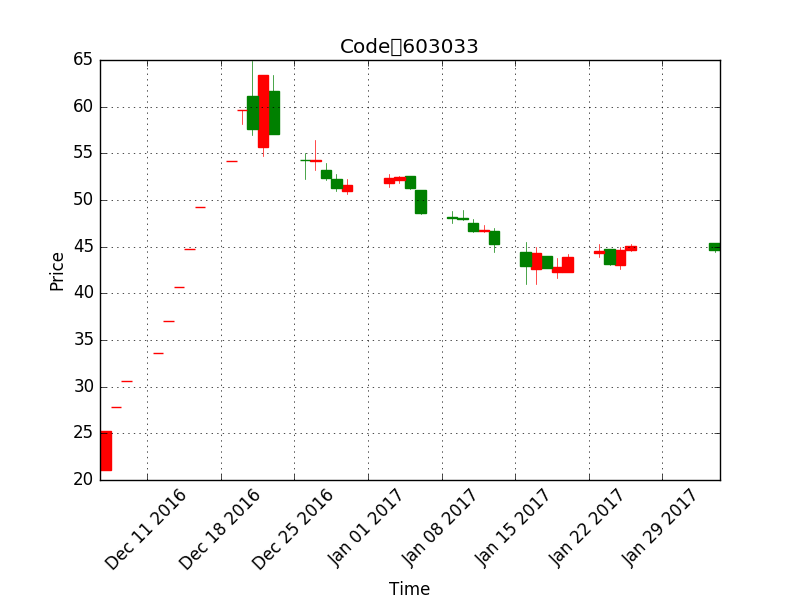 Code▯603033
65
60
55
50
45
40
35
30
25
20
Price
Dec 11 2016
Dec 18 2016
Dec 25 2016
Jan 01 2017
Jan 08 2017
Jan 15 2017
Jan 22 2017
Jan 29 2017
Time